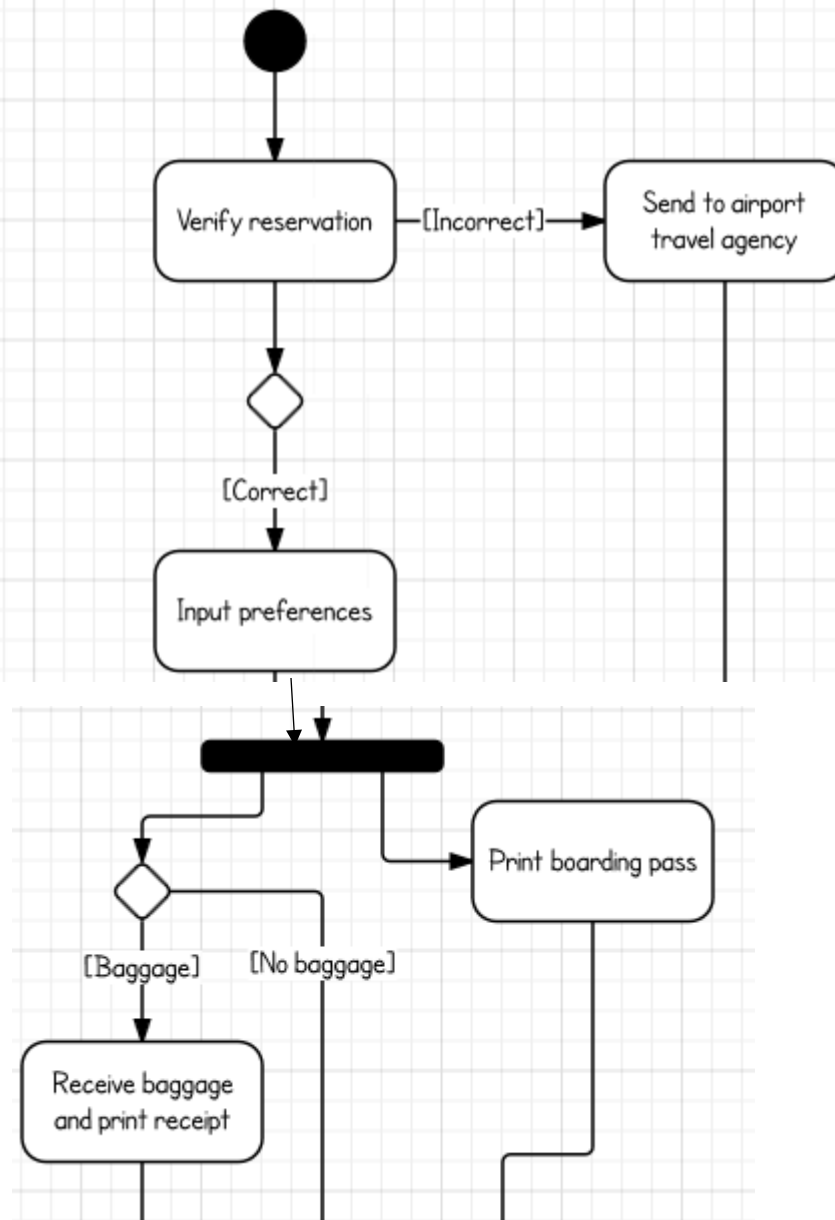 Verify reservation
[Incorrect]
Send to airport
travel agency
[Correct]
Input preferences
Print boarding pass
[Baggage]
[No baggage]
Receive baggage
and print receipt